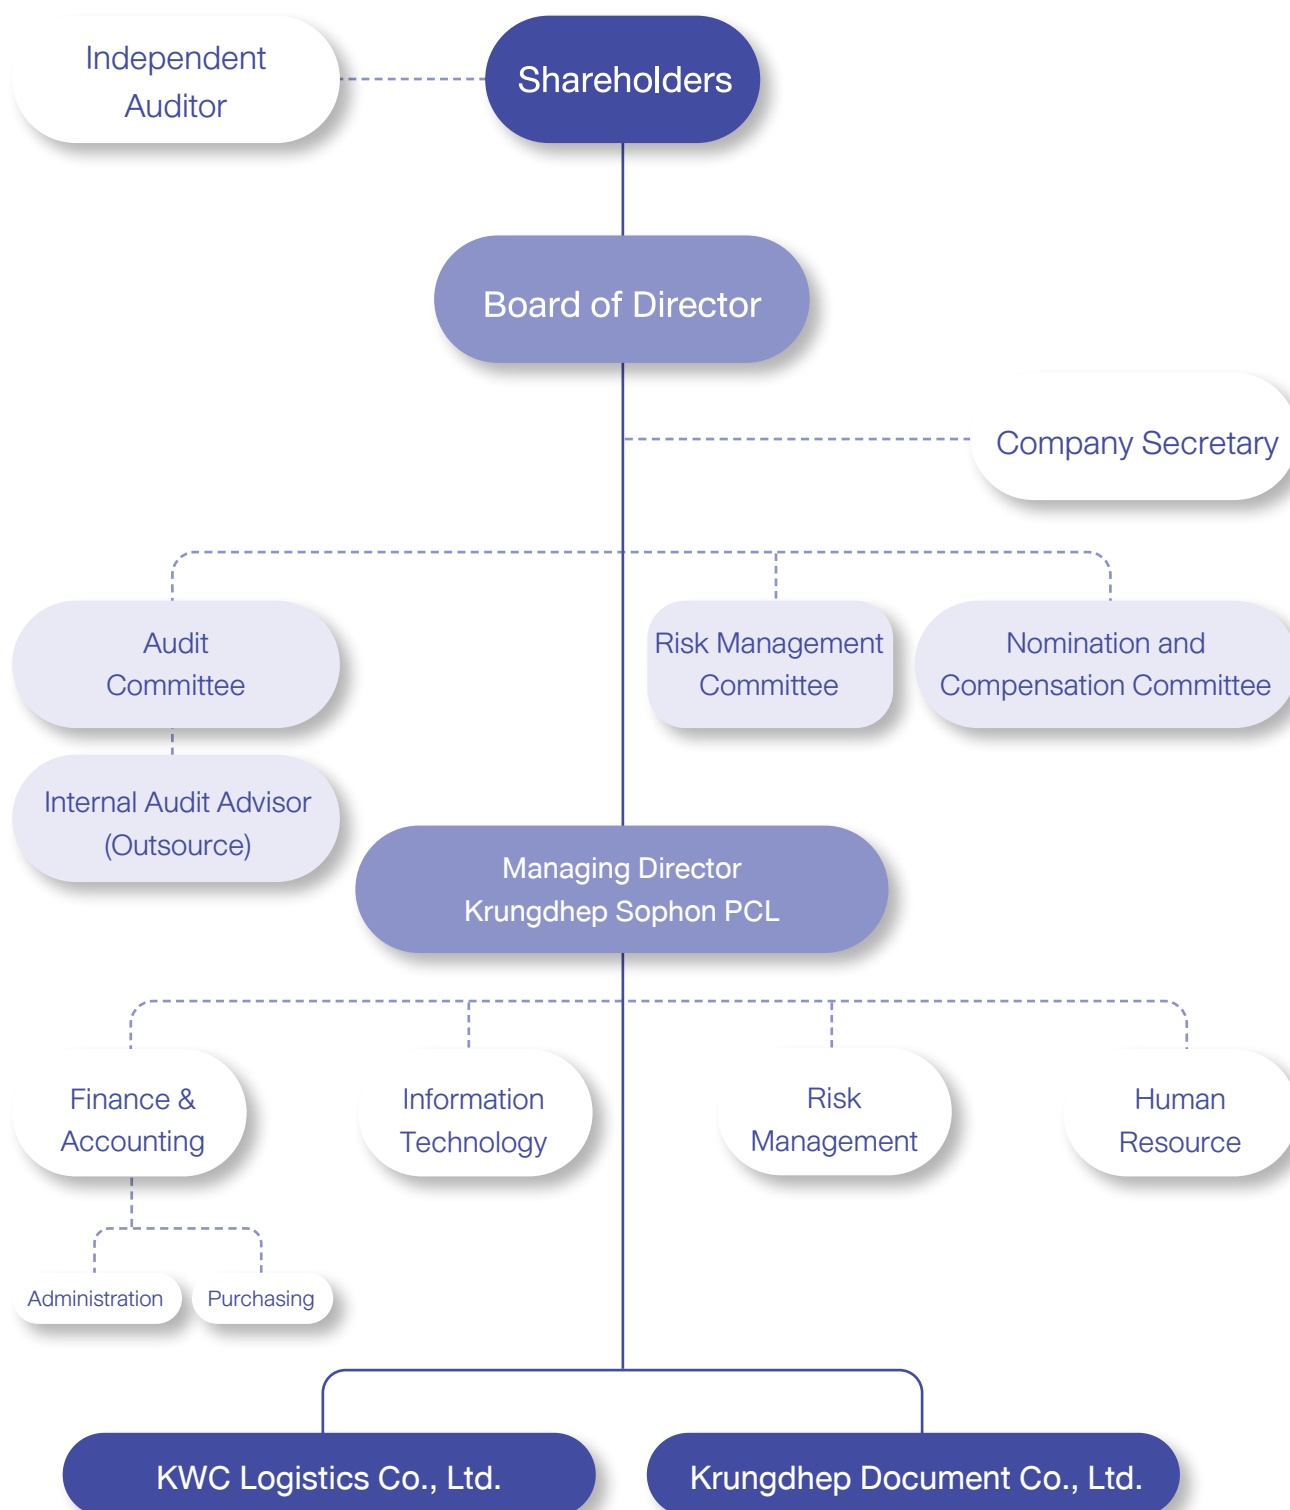 Independent
Auditor
Shareholders
Board of Director
Company Secretary
Audit
Committee
Risk Management
Committee
Nomination and
Compensation Committee
Internal Audit Advisor
(Outsource)
Managing Director
Krungdhep Sophon PCL
Finance &
Accounting
Information
Technology
Risk
Management
Human
Resource
Administration
Purchasing
KWC Logistics Co., Ltd.
Krungdhep Document Co., Ltd.